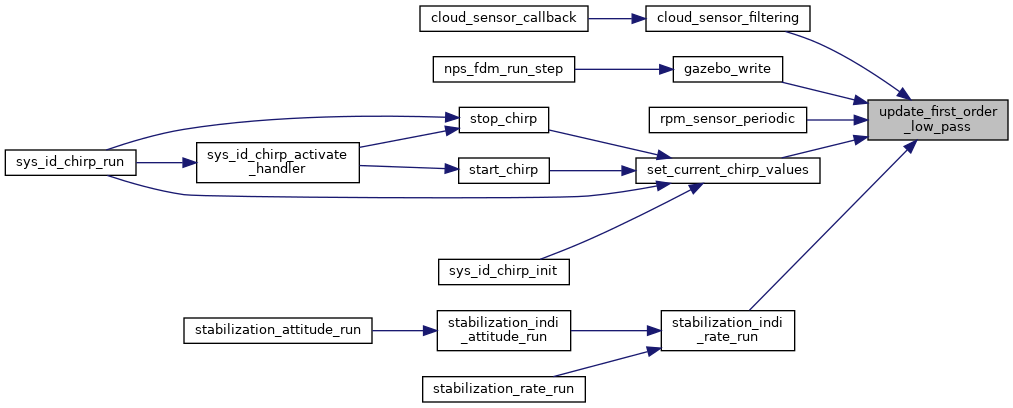 cloud_sensor_callback
cloud_sensor_filtering
nps_fdm_run_step
gazebo_write
update_first_order
_low_pass
stop_chirp
rpm_sensor_periodic
sys_id_chirp_run
sys_id_chirp_activate
_handler
start_chirp
set_current_chirp_values
sys_id_chirp_init
stabilization_attitude_run
stabilization_indi
_attitude_run
stabilization_indi
_rate_run
stabilization_rate_run